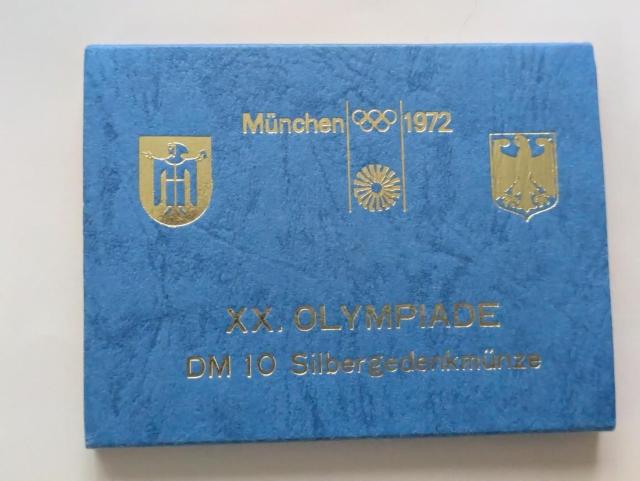 München 1972
XX. OLYMPIADE
DM 10 Silbergedenkmünze